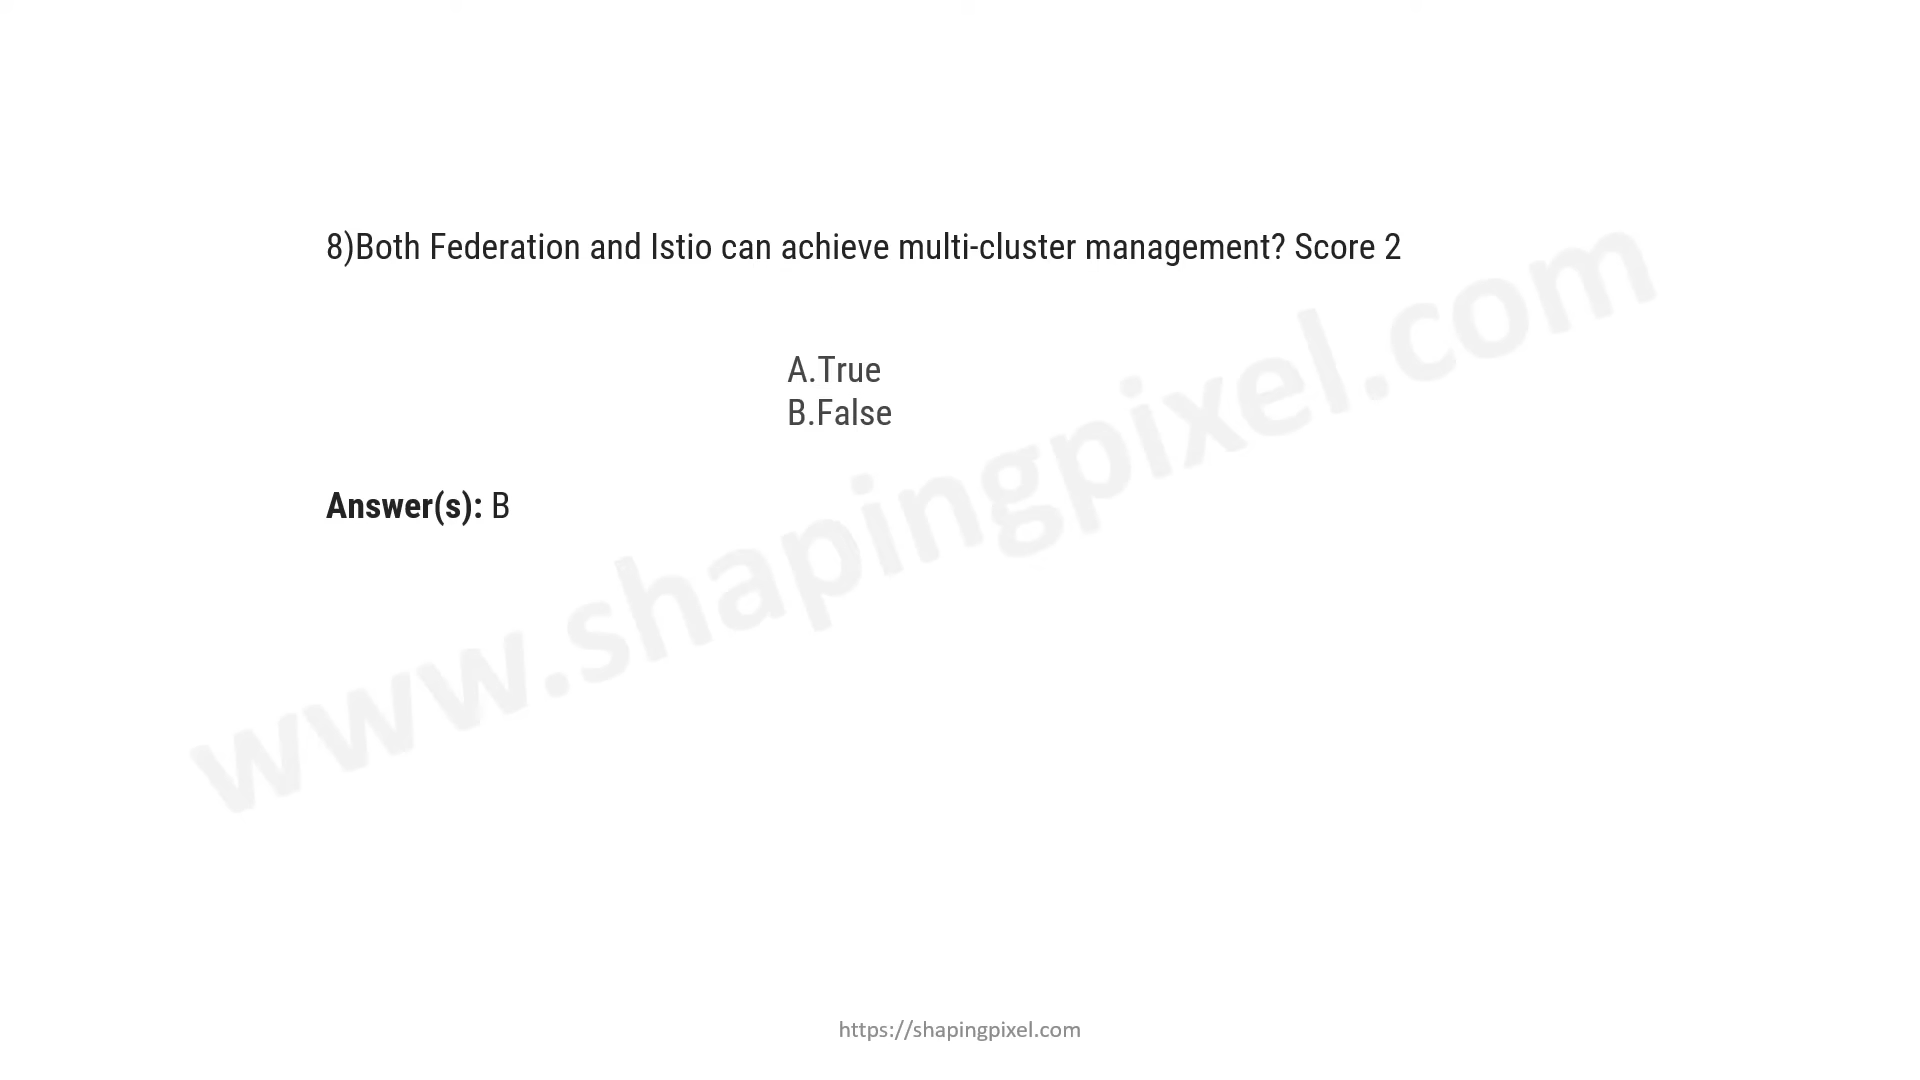 8)Both Federation and Istio can achieve multi-cluster management? Score 2
A.True
B.False
Answer(s): B
www.shapingpixel.com
https://shapingpixel.com